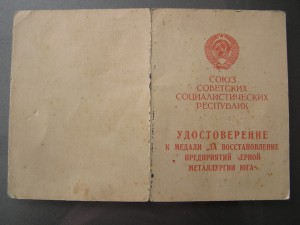 СОЮЗ
СОВЕТСКИХ
СОЦИАЛИСТИЧЕСКИХ
РЕСПУБЛИК
УДОСТОВЕРЕНИЕ
К МЕДАЛИ „ЗА ВОССТАНОВЛЕНИЕ
ПРЕДПРИЯТИЙ ЧЕРНОЙ
МЕТАЛЛУРГИИ ЮГА“.